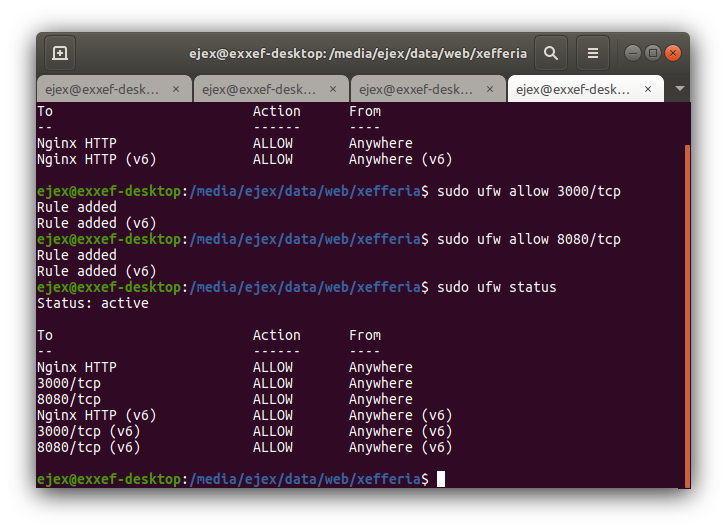 ejex@exxef-desktop: /media/ejex/data/web/xefferia
ejex@exxef-desk... × ejex@exxef-desk... × ejex@exxef-desk... × ejex@exxef-desk... ×
To                         Action      From
--                         ------      ----
Nginx HTTP                 ALLOW       Anywhere
Nginx HTTP (v6)            ALLOW       Anywhere (v6)
ejex@exxef-desktop:/media/ejex/data/web/xefferia$ sudo ufw allow 3000/tcp
Rule added
Rule added (v6)
ejex@exxef-desktop:/media/ejex/data/web/xefferia$ sudo ufw allow 8080/tcp
Rule added
Rule added (v6)
ejex@exxef-desktop:/media/ejex/data/web/xefferia$ sudo ufw status
Status: active
To                         Action      From
--                         ------      ----
Nginx HTTP                 ALLOW       Anywhere
3000/tcp                   ALLOW       Anywhere
8080/tcp                   ALLOW       Anywhere
Nginx HTTP (v6)            ALLOW       Anywhere (v6)
3000/tcp (v6)              ALLOW       Anywhere (v6)
8080/tcp (v6)              ALLOW       Anywhere (v6)
ejex@exxef-desktop:/media/ejex/data/web/xefferia$